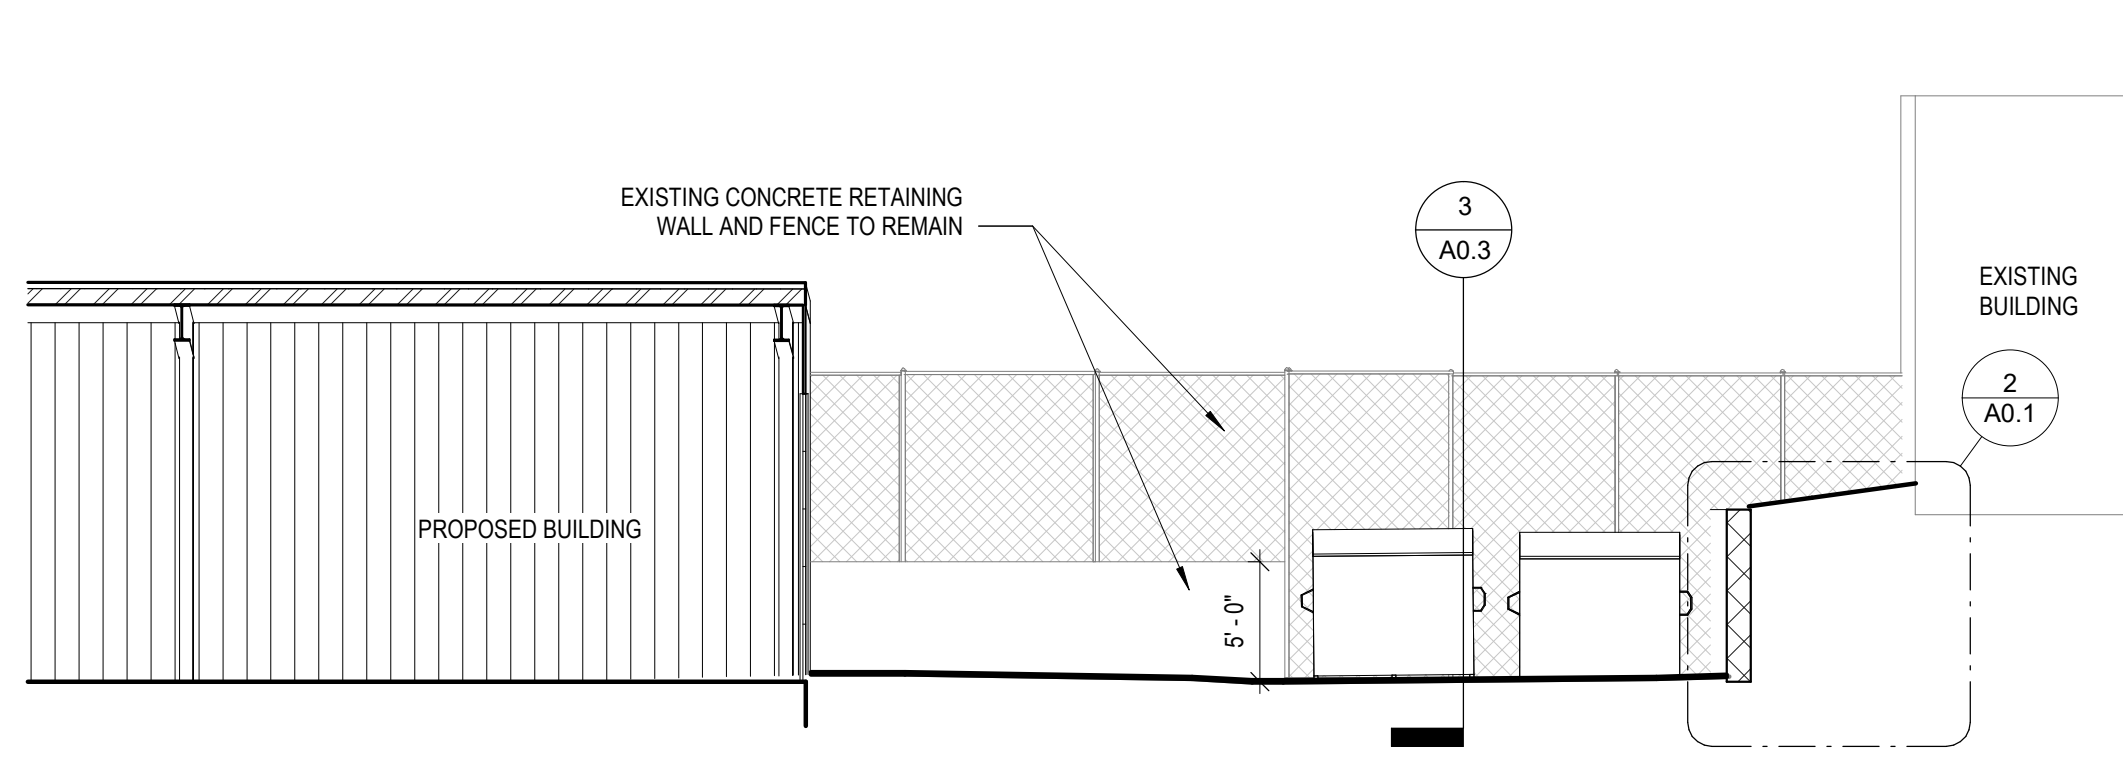 EXISTING CONCRETE RETAINING
WALL AND FENCE TO REMAIN
3
A0.3
EXISTING
BUILDING
2
A0.1
PROPOSED BUILDING
5' - 0"